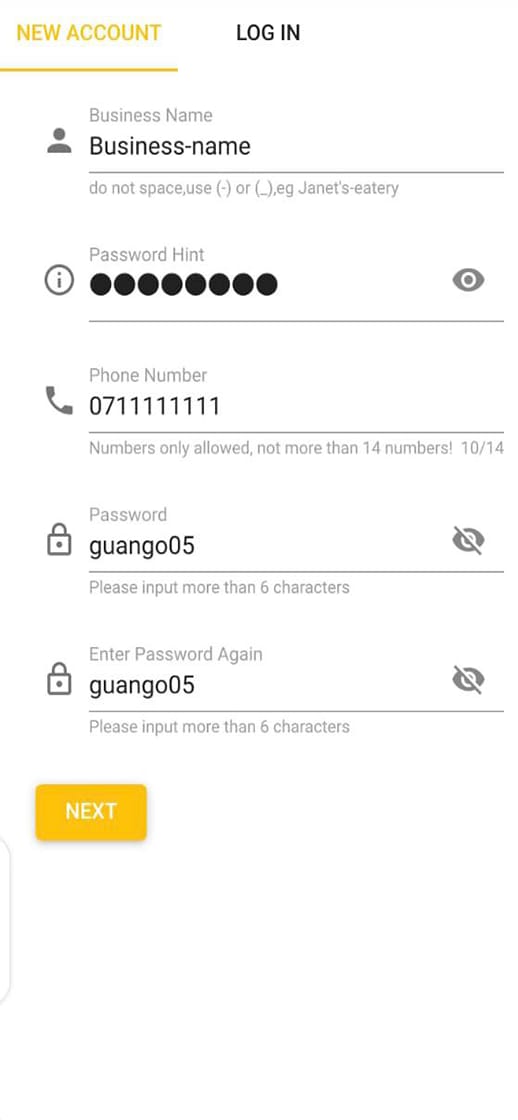 NEW ACCOUNT LOG IN
Business Name
Business-name
do not space,use (-) or (_),eg Janet's-eatery
Password Hint
●●●●●●●●
Phone Number
0711111111
Numbers only allowed, not more than 14 numbers! 10/14
Password
guango05
Please input more than 6 characters
Enter Password Again
guango05
Please input more than 6 characters
NEXT